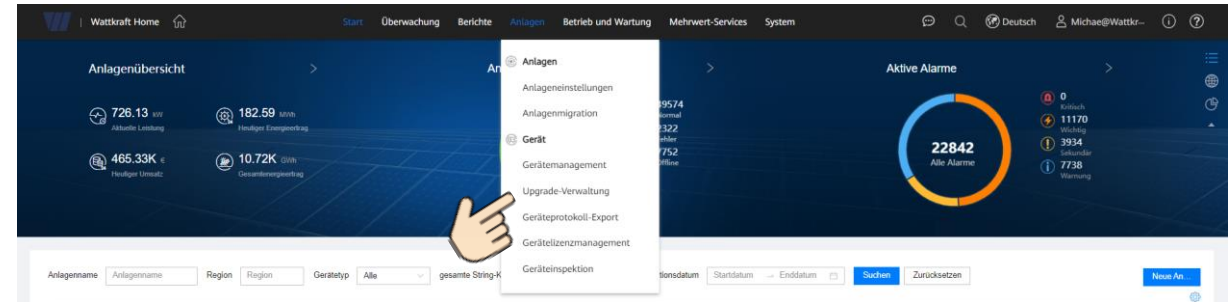 Wattkraft Home Start Überwachung Berichte Anlagen Betrieb und Wartung Mehrwert-Services System Deutsch Michae@Wattkr...
Anlagenübersicht
726.13 kW
Aktuelle Leistung
182.59 MWh
Heutiger Energieertrag
465.33K €
Heutiger Umsatz
10.72K GWh
Gesamtenergieertrag
An
Anlagen
Anlageneinstellungen
Anlagenmigration
Gerät
Gerätemanagement
Upgrade-Verwaltung
Geräteprotokoll-Export
Gerätelizenzmanagement
Geräteinspektion
49574
Normal
2322
7752
Offline
Aktive Alarme
22842
Alle Alarme
0
Kritisch
11170
Wichtig
3934
Sekundär
7738
Warnung
Anlagenname Anlagenname Region Region Gerätetyp Alle gesamte String-K tionsdatum Startdatum → Enddatum Suchen Zurücksetzen Neue An...